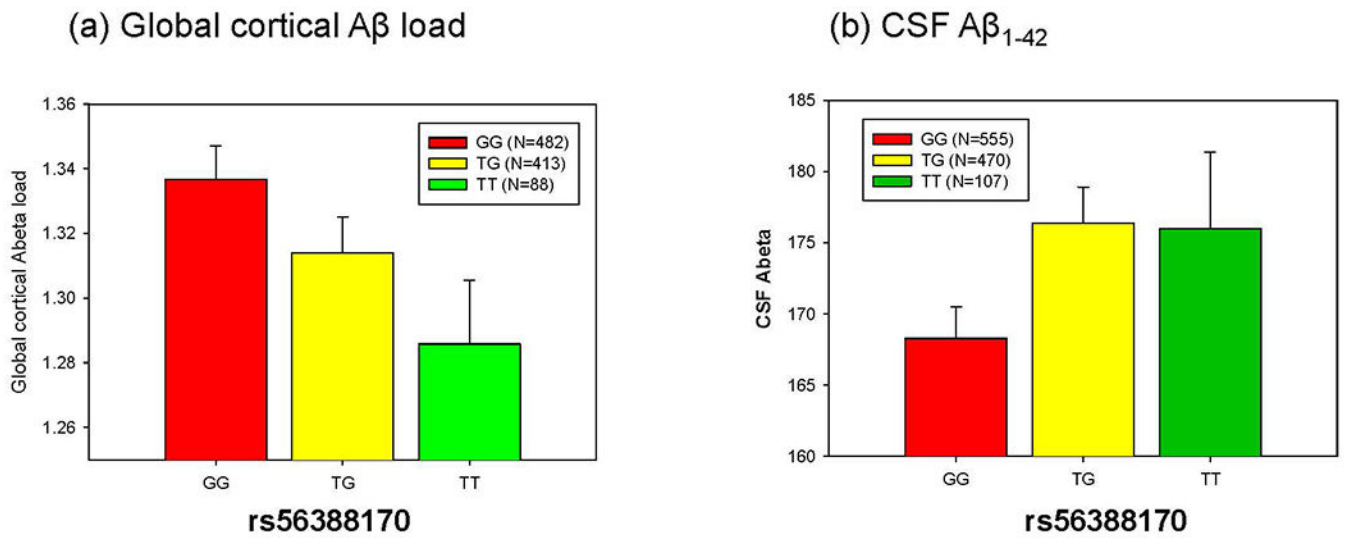 (a) Global cortical Aβ load
1.36
1.34
1.32
1.30
1.28
1.26
Global cortical Abeta load
GG (N=482)
TG (N=413)
TT (N=88)
GG TG TT
rs56388170
(b) CSF Aβ1-42
185
180
175
170
165
160
CSF Abeta
GG (N=555)
TG (N=470)
TT (N=107)
GG TG TT
rs56388170